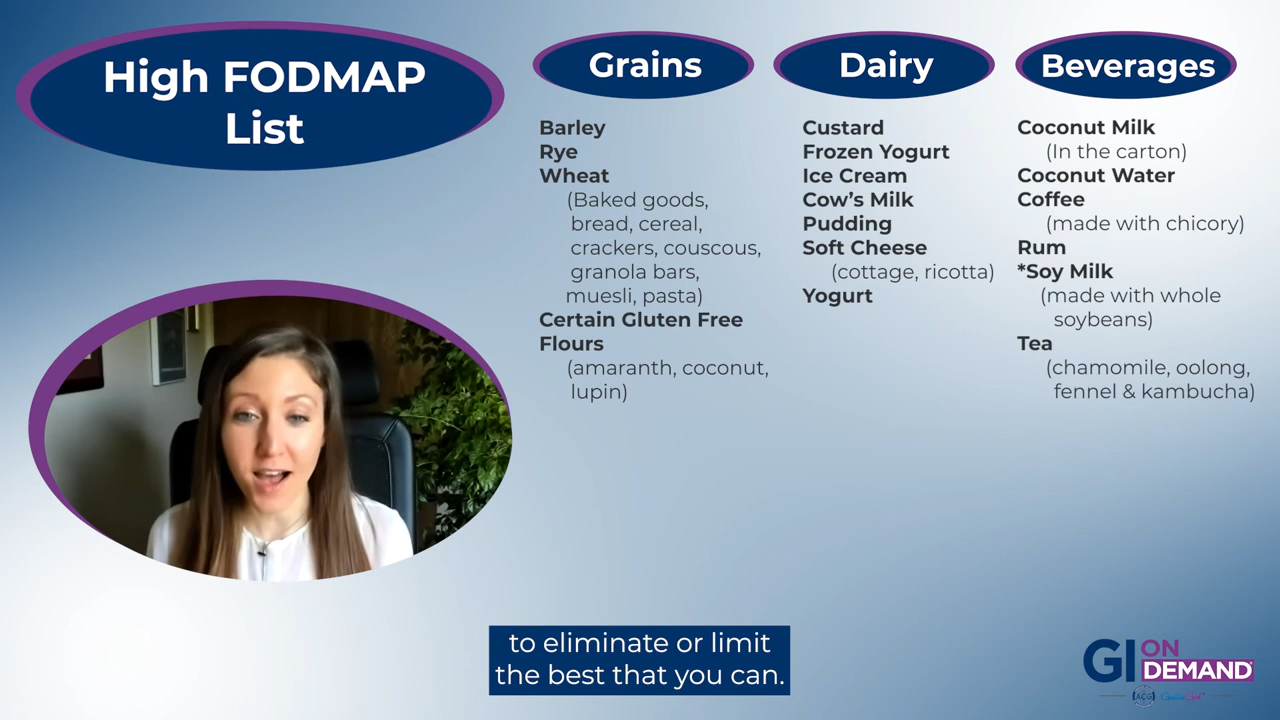 High FODMAP
List
Grains
Barley
Rye
Wheat
(Baked goods,
bread, cereal,
crackers, couscous,
granola bars,
muesli, pasta)
Certain Gluten Free
Flours
(amaranth, coconut,
lupin)
Dairy
Custard
Frozen Yogurt
Ice Cream
Cow's Milk
Pudding
Soft Cheese
(cottage, ricotta)
Yogurt
Beverages
Coconut Milk
(In the carton)
Coconut Water
Coffee
(made with chicory)
Rum
*Soy Milk
(made with whole
soybeans)
Tea
(chamomile, oolong,
fennel & kambucha)
to eliminate or limit
the best that you can.
GI ON
DEMAND
ACG